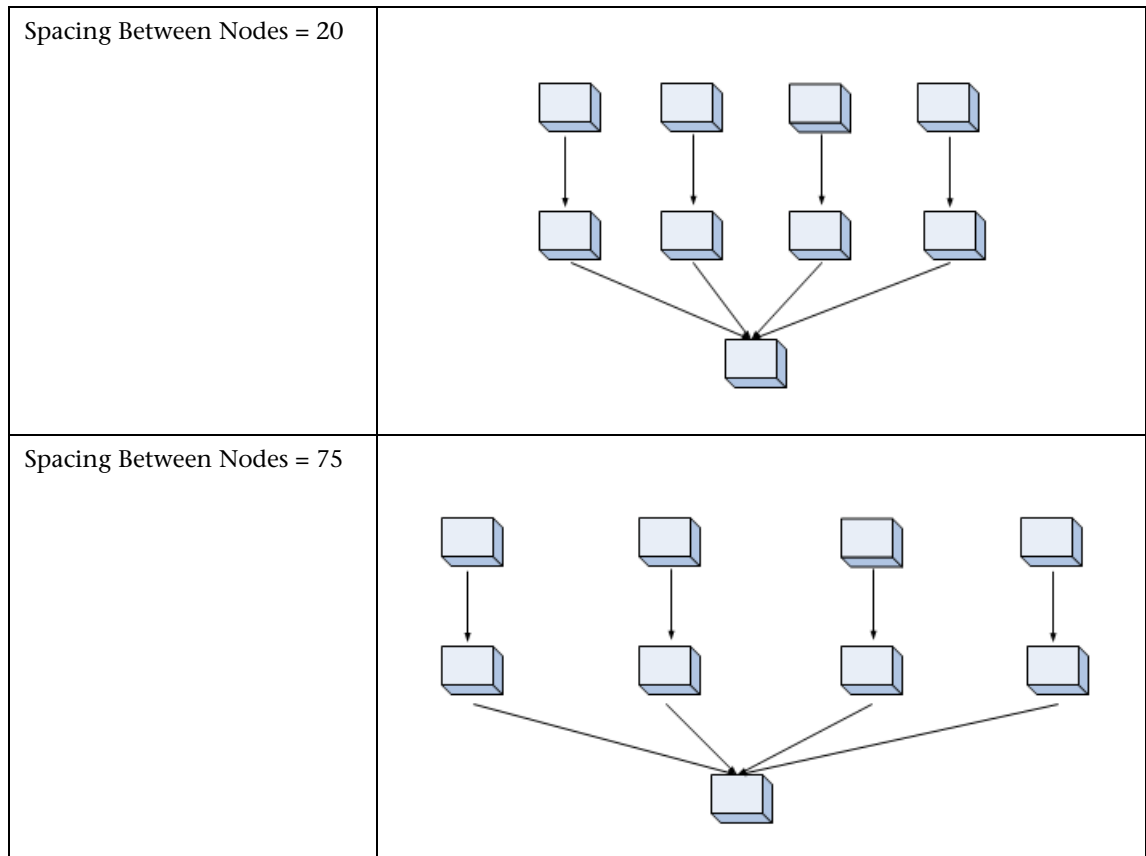 Spacing Between Nodes = 20
Spacing Between Nodes = 75